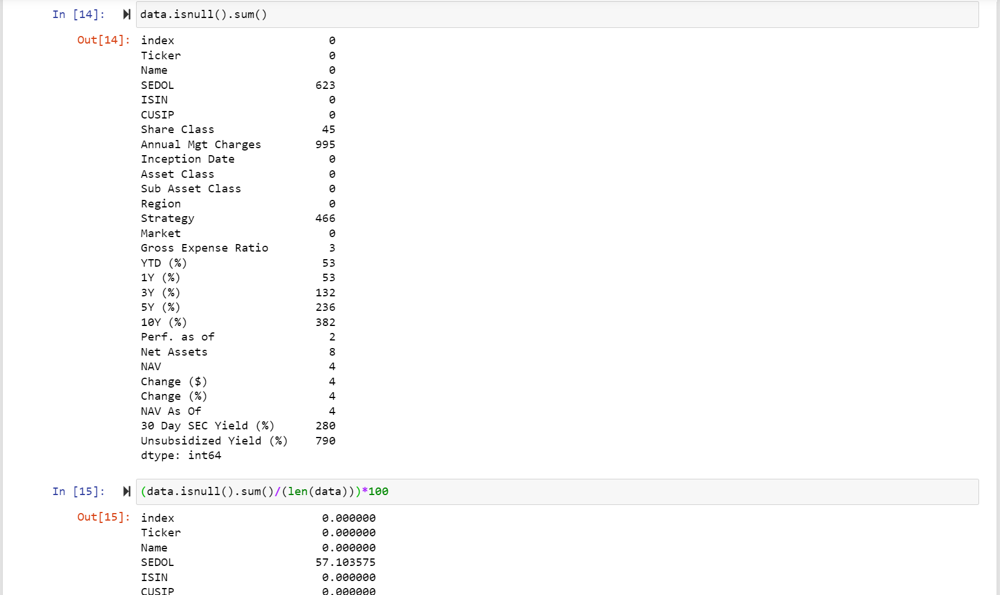 In [14]: data.isnull().sum()
Out[14]: index 0
Ticker 0
Name 0
SEDOL 623
ISIN 0
CUSIP 0
Share Class 45
Annual Mgt Charges 995
Inception Date 0
Asset Class 0
Sub Asset Class 0
Region 0
Strategy 466
Market 0
Gross Expense Ratio 3
YTD (%) 53
1Y (%) 53
3Y (%) 132
5Y (%) 236
10Y (%) 382
Perf. as of 2
Net Assets 8
NAV 4
Change ($) 4
Change (%) 4
NAV As Of 4
30 Day SEC Yield (%) 280
Unsubsidized Yield (%) 790
dtype: int64
In [15]: (data.isnull().sum()/(len(data)))*100
Out[15]: index 0.000000
Ticker 0.000000
Name 0.000000
SEDOL 57.103575
ISIN 0.000000
CUSIP 0.000000